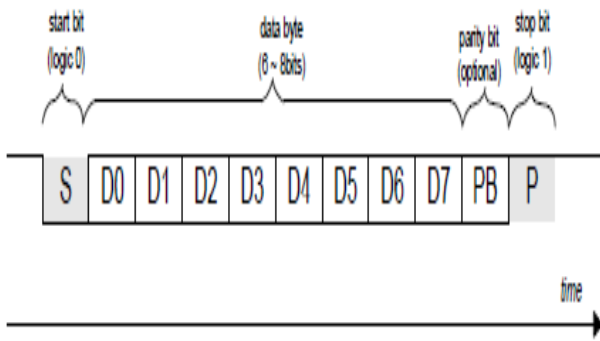 start bit
(logic 0)
data byte
(6 ~ 8bits)
parity bit
(optional)
stop bit
(logic 1)
S D0 D1 D2 D3 D4 D5 D6 D7 PB P
time